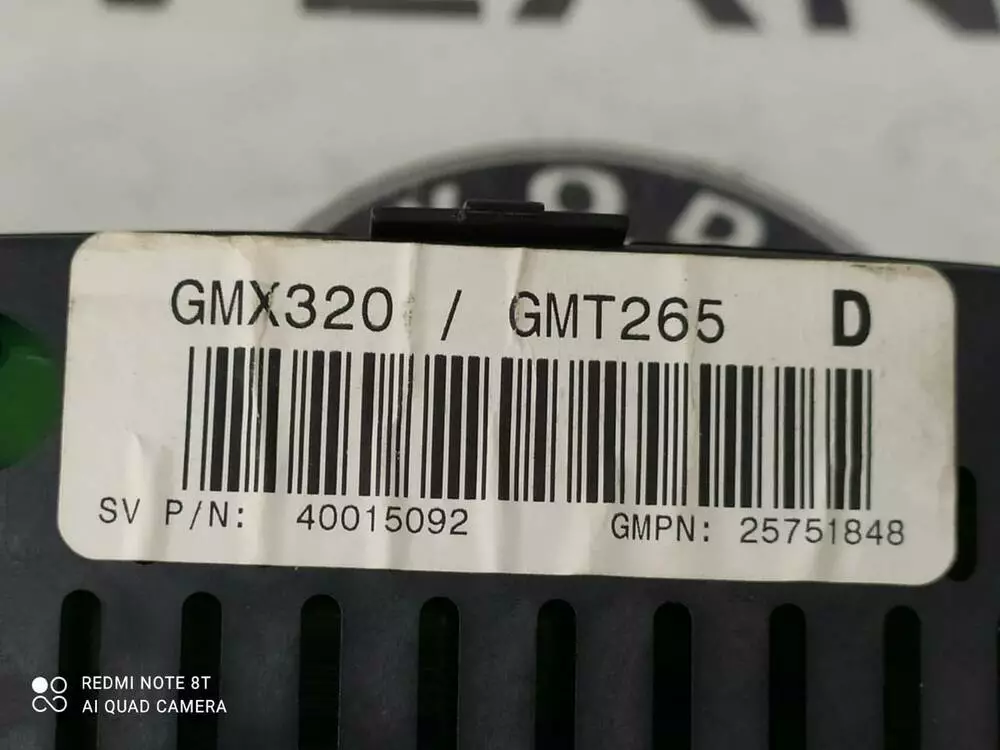 GMX320 / GMT265 D
SV P/N: 40015092 GMPN: 25751848
REDMI NOTE 8T
AI QUAD CAMERA